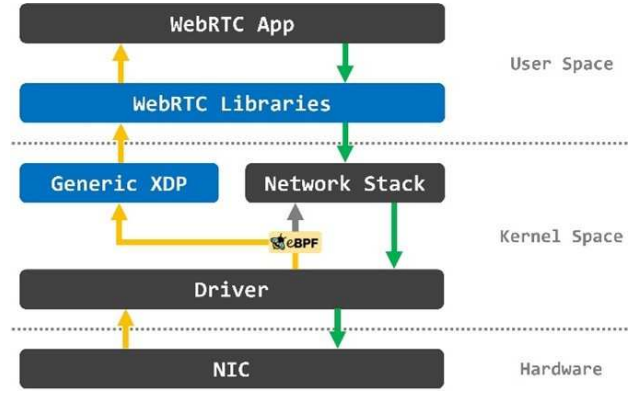 WebRTC App
User Space
WebRTC Libraries
Generic XDP
Network Stack
eBPF
Kernel Space
Driver
NIC
Hardware